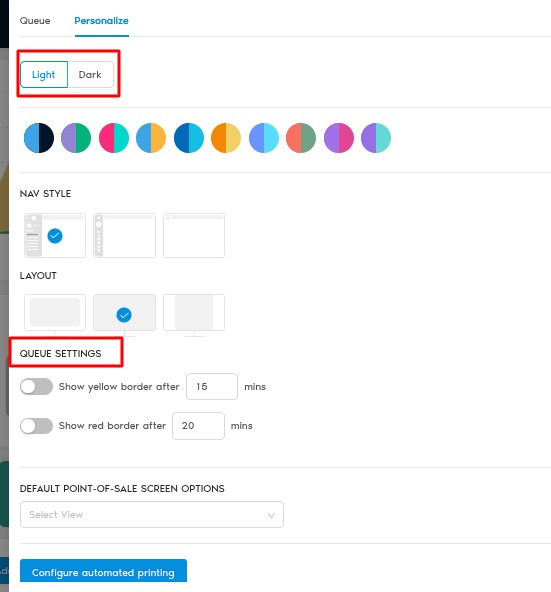 Queue Personalize
Light Dark
NAV STYLE
LAYOUT
QUEUE SETTINGS
Show yellow border after 15 mins
Show red border after 20 mins
DEFAULT POINT-OF-SALE SCREEN OPTIONS
Select View
Configure automated printing